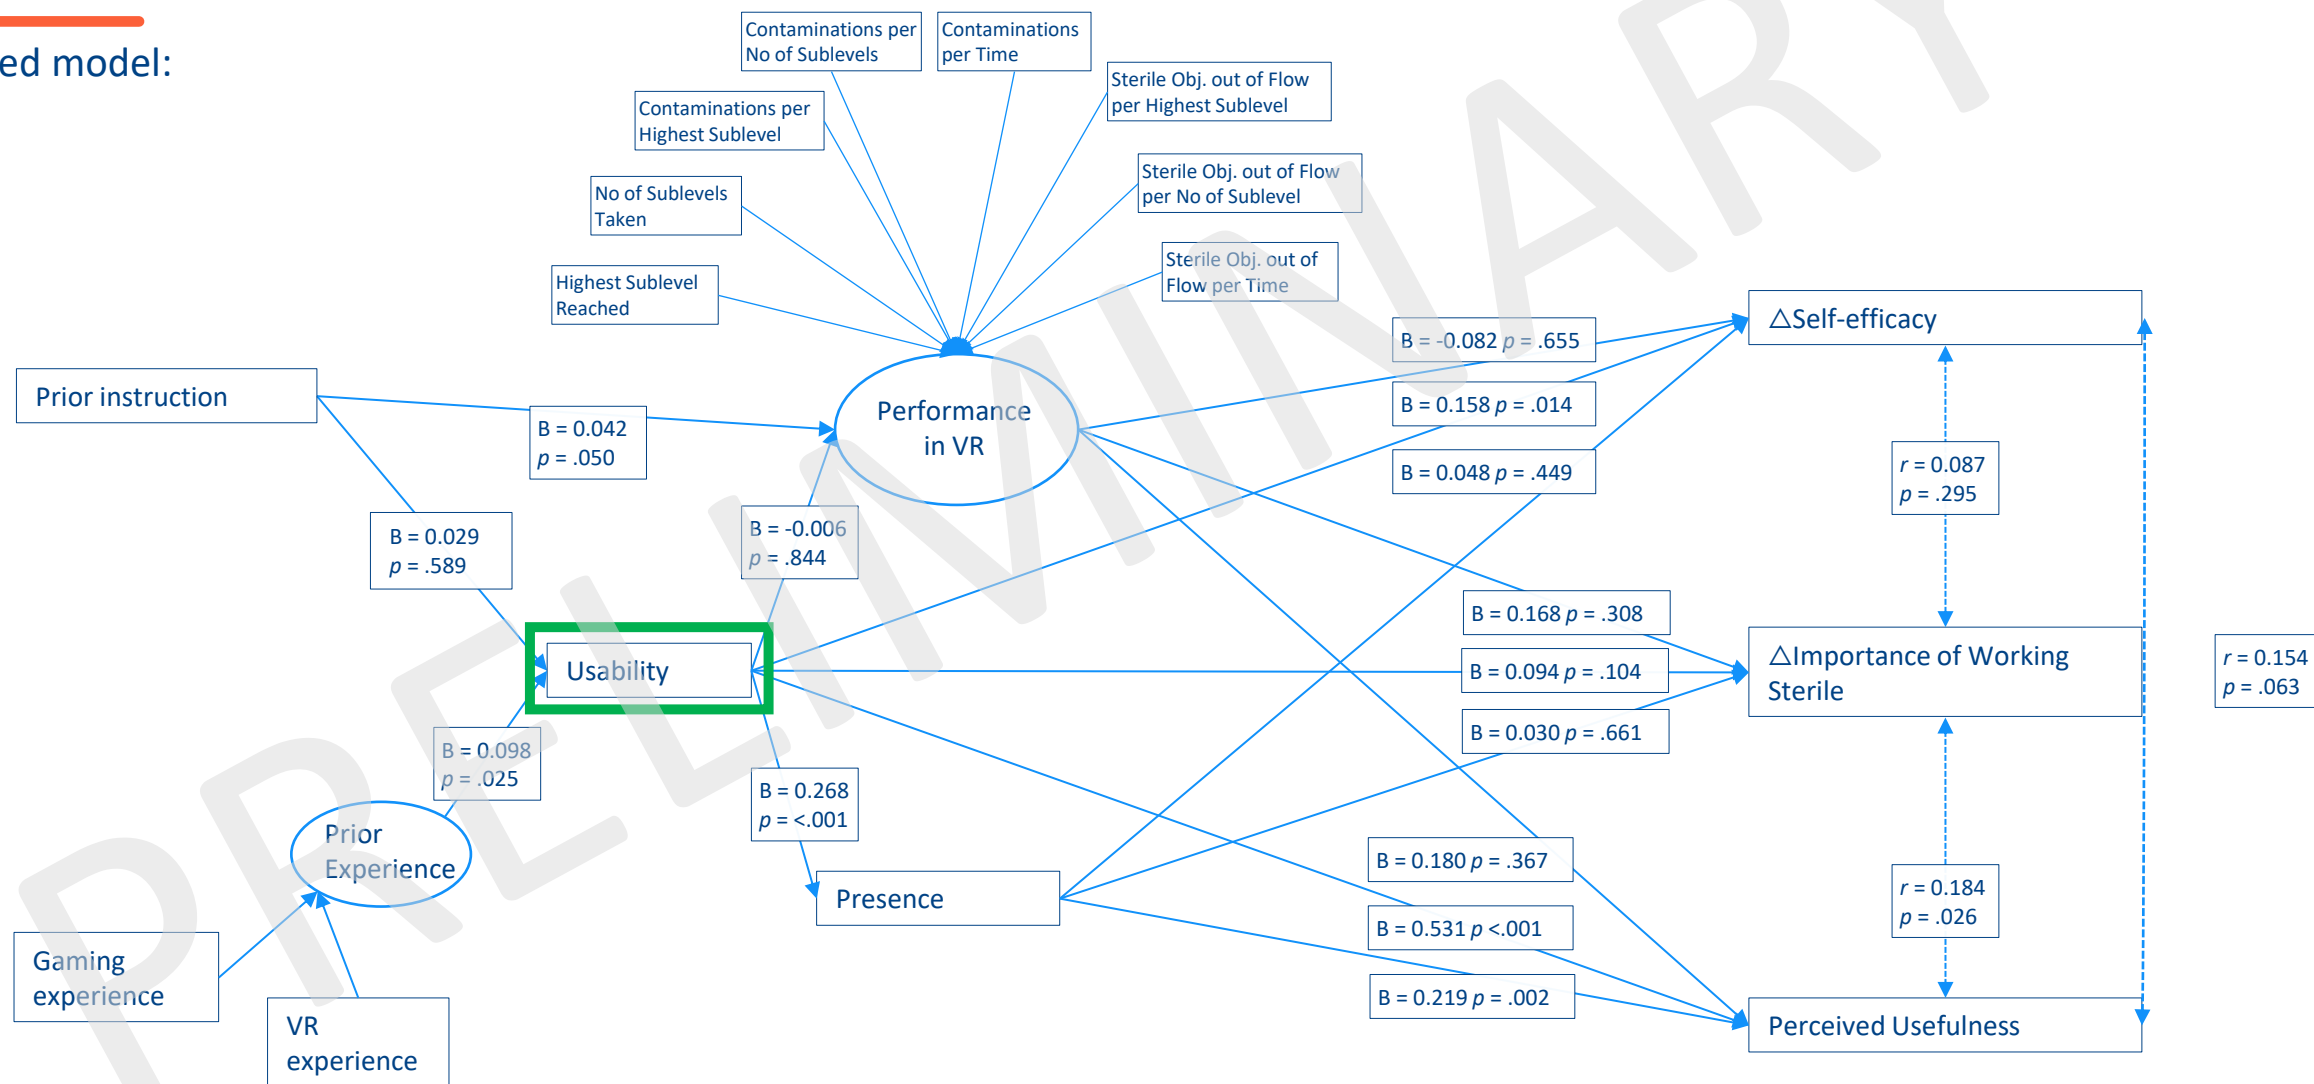 ed model:
Contaminations per
No of Sublevels
Contaminations
per Time
Sterile Obj. out of Flow
per Highest Sublevel
Contaminations per
Highest Sublevel
Sterile Obj. out of Flow
per No of Sublevel
No of Sublevels
Taken
Sterile Obj. out of
Flow per Time
Highest Sublevel
Reached
△Self-efficacy
B = -0.082 p = .655
Prior instruction
Performance
in VR
B = 0.158 p = .014
B = 0.042
p = .050
B = 0.048 p = .449
r = 0.087
p = .295
B = 0.029
p = .589
B = -0.006
p = .844
B = 0.168 p = .308
Usability
B = 0.094 p = .104
△Importance of Working
Sterile
r = 0.154
p = .063
B = 0.030 p = .661
B = 0.098
p = .025
B = 0.268
p = <.001
Prior
Experience
B = 0.180 p = .367
Presence
r = 0.184
p = .026
B = 0.531 p <.001
Gaming
experience
B = 0.219 p = .002
VR
experience
Perceived Usefulness
PRELIMINARY